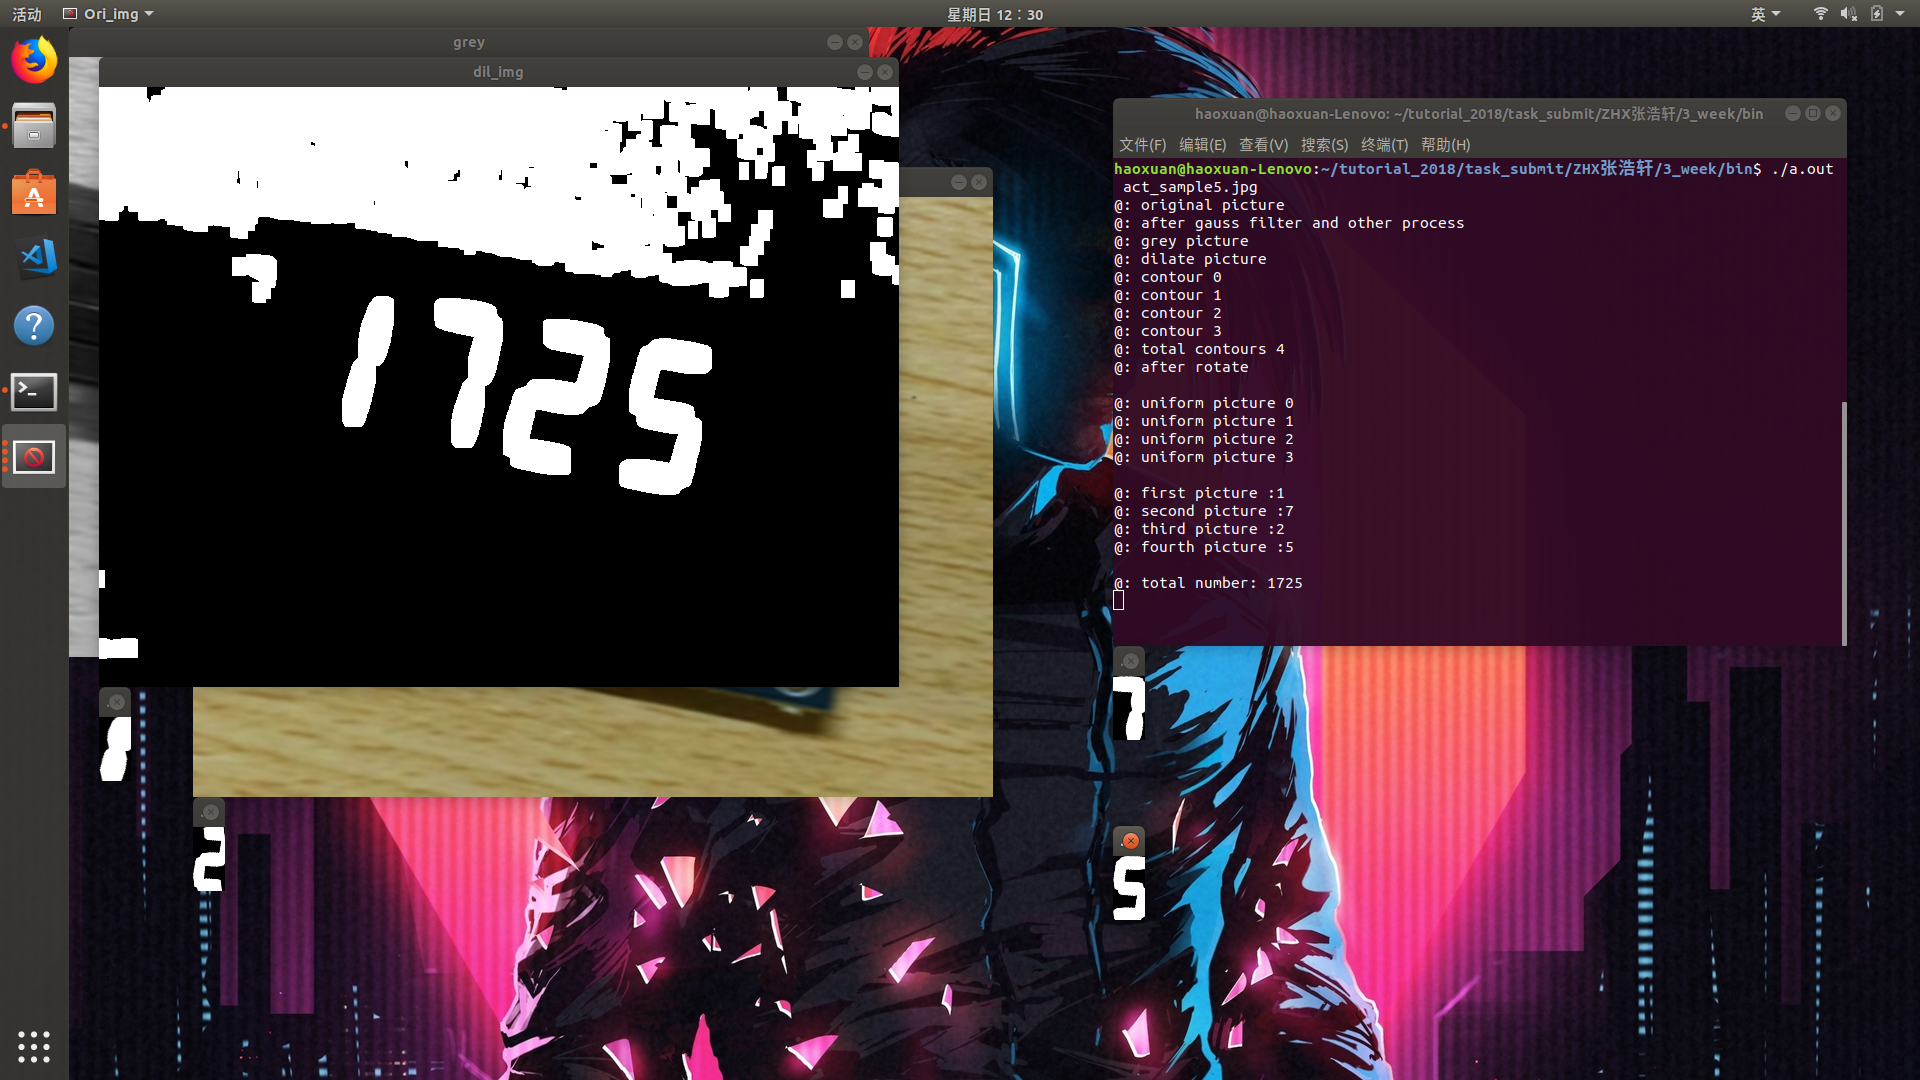 活动
Ori_img
星期日 12:30
英
grey
dil_img
1725
haoxuan@haoxuan-Lenovo: ~/tutorial_2018/task_submit/ZHX张浩轩/3_week/bin
文件(F) 编辑(E) 查看(V) 搜索(S) 终端(T) 帮助(H)
haoxuan@haoxuan-Lenovo:~/tutorial_2018/task_submit/ZHX张浩轩/3_week/bin$ ./a.out
act_sample5.jpg
@: original picture
@: after gauss filter and other process
@: grey picture
@: dilate picture
@: contour 0
@: contour 1
@: contour 2
@: contour 3
@: total contours 4
@: after rotate
@: uniform picture 0
@: uniform picture 1
@: uniform picture 2
@: uniform picture 3
@: first picture :1
@: second picture :7
@: third picture :2
@: fourth picture :5
@: total number: 1725
1
7
2
5